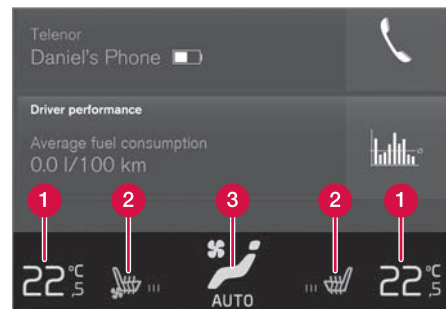 Telenor
Daniel's Phone
Driver performance
Average fuel consumption
0.0 l/100 km
1 2 3 2 1
22,5 °C 22,5 °C
AUTO